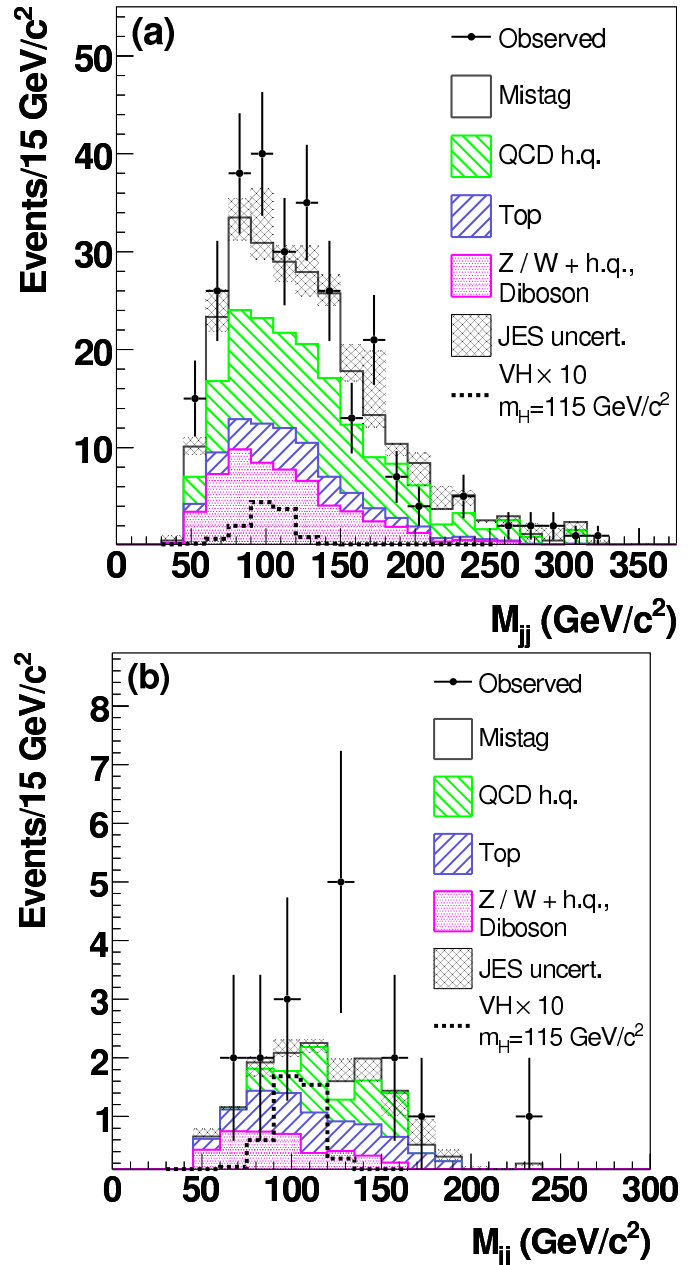 (a)
Events/15 GeV/c²
50
40
30
20
10
Observed
Mistag
QCD h.q.
Top
Z / W + h.q.,
Diboson
JES uncert.
VH × 10
m_H=115 GeV/c²
0 50 100 150 200 250 300 350
M_jj (GeV/c²)
(b)
Events/15 GeV/c²
8
7
6
5
4
3
2
1
Observed
Mistag
QCD h.q.
Top
Z / W + h.q.,
Diboson
JES uncert.
VH × 10
m_H=115 GeV/c²
0 50 100 150 200 250 300
M_jj (GeV/c²)